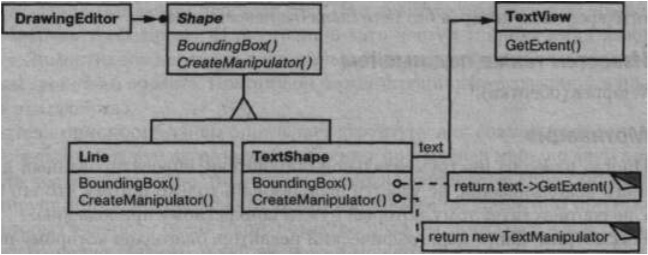 DrawingEditor
Shape
BoundingBox()
CreateManipulator()
TextView
GetExtent()
Line
BoundingBox()
CreateManipulator()
TextShape
BoundingBox()
CreateManipulator()
text
return text->GetExtent()
return new TextManipulator